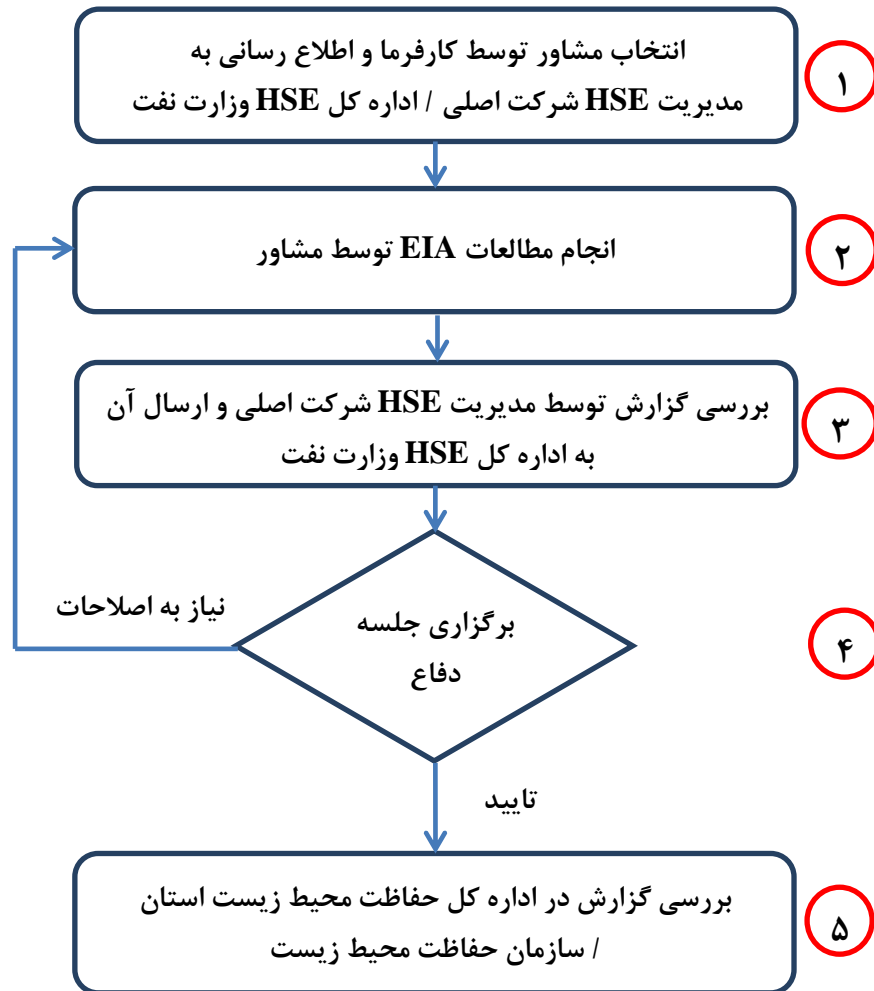 انتخاب مشاور توسط کارفرما و اطلاع رسانی به
مدیریت HSE شرکت اصلی / اداره کل HSE وزارت نفت
۱
انجام مطالعات EIA توسط مشاور
۲
بررسی گزارش توسط مدیریت HSE شرکت اصلی و ارسال آن
به اداره کل HSE وزارت نفت
۳
برگزاری جلسه
دفاع
نیاز به اصلاحات
۴
تایید
بررسی گزارش در اداره کل حفاظت محیط زیست استان
/ سازمان حفاظت محیط زیست
۵